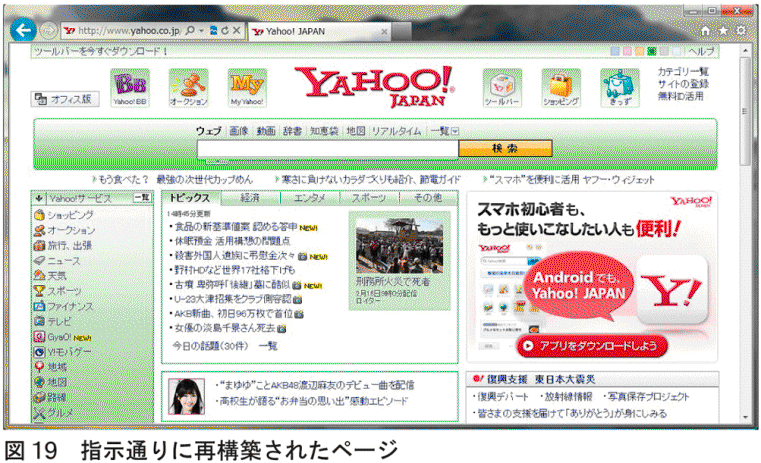 http://www.yahoo.co.jp/
Yahoo! JAPAN
ツールバーを今すぐダウンロード！
ヘルプ
オフィス版
Yahoo! BB
オークション
My Yahoo!
YAHOO! JAPAN
ツールバー
ショッピング
きっず
カテゴリ一覧
サイトの登録
無料ID活用
ウェブ 画像 動画 辞書 知恵袋 地図 リアルタイム 一覧
検索
もう食べた？ 最強の次世代カップめん
寒さに負けないカラダづくりも紹介、節電ガイド
“スマホ”を便利に活用 ヤフー・ウィジェット
Yahoo!サービス 一覧
ショッピング
オークション
旅行、出張
ニュース
天気
スポーツ
ファイナンス
テレビ
GyaO! NEW!
Y!モバゲー
地域
地図
路線
グルメ
トピックス 経済 エンタメ スポーツ その他
14時45分更新
・食品の新基準値案 認める答申 NEW!
・休眠預金 活用構想の問題点
・殺害外国人遺族に弔慰金次々 NEW!
・野村HDなど世界17社格下げも
・古墳 卑弥呼「後継」墓に酷似 NEW!
・U-23大津招集をクラブ側容認
・AKB新曲、初日96万枚で首位
・女優の淡島千景さん死去
今日の話題（30件） 一覧
刑務所火災で死者
ロイター
・“まゆゆ”ことAKB48渡辺麻友のデビュー曲を配信
・高校生が語る“お弁当の思い出”感動エピソード
YAHOO! JAPAN
スマホ初心者も、
もっと使いこなしたい人も便利！
Androidでも、
Yahoo! JAPAN
Y!
アプリをダウンロードしよう
復興支援 東日本大震災
・復興デパート ・放射線情報 ・写真保存プロジェクト
・皆さまの支援を届けて「ありがとう」が身にしみる
図19 指示通りに再構築されたページ